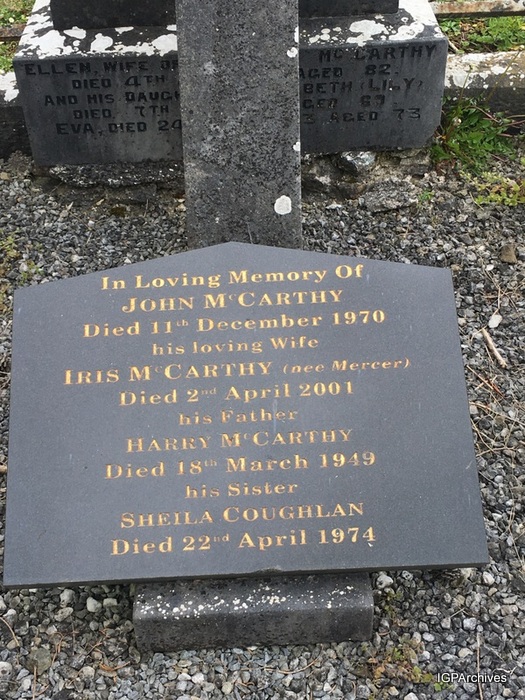 ELLEN, WIFE OF McCARTHY
DIED 4TH AGED 82.
AND HIS DAUGH BETH (LILY)
DIED 7TH AGED 69.
EVA, DIED 24 3 AGED 73
In Loving Memory Of
JOHN McCARTHY
Died 11th December 1970
his loving Wife
IRIS McCARTHY (nee Mercer)
Died 2nd April 2001
his Father
HARRY McCARTHY
Died 18th March 1949
his Sister
SHEILA COUGHLAN
Died 22nd April 1974
IGPArchives